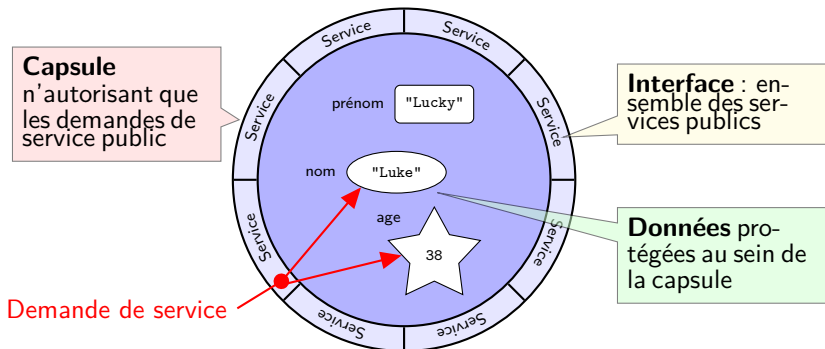 Service
Service
Capsule
n'autorisant que
les demandes de
service public
Service
Service
Interface : en-
semble des ser-
vices publics
prénom "Lucky"
nom "Luke"
age
38
Données pro-
tégées au sein de
la capsule
Service
Service
Demande de service
Service
Service